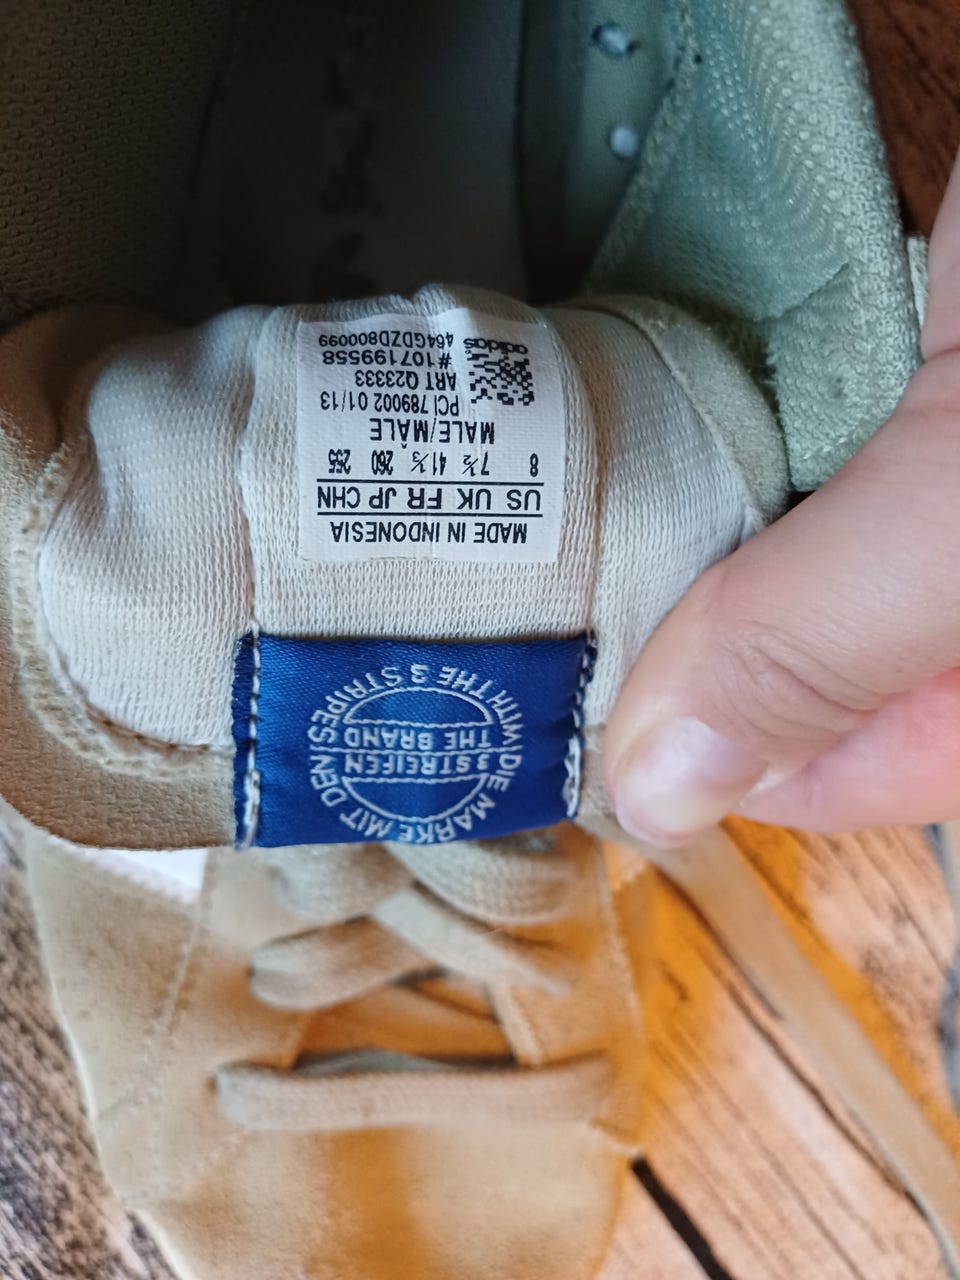 MADE IN INDONESIA
US UK FR JP CHN
8 7½ 41⅓ 260 255
MALE/MÂLE
PCI 789002 01/13
ART Q23333
#107199558
464GDZD800099
adidas
DIE MARKE MIT DEN
3 STREIFEN
THE BRAND
WITH THE 3 STRIPES